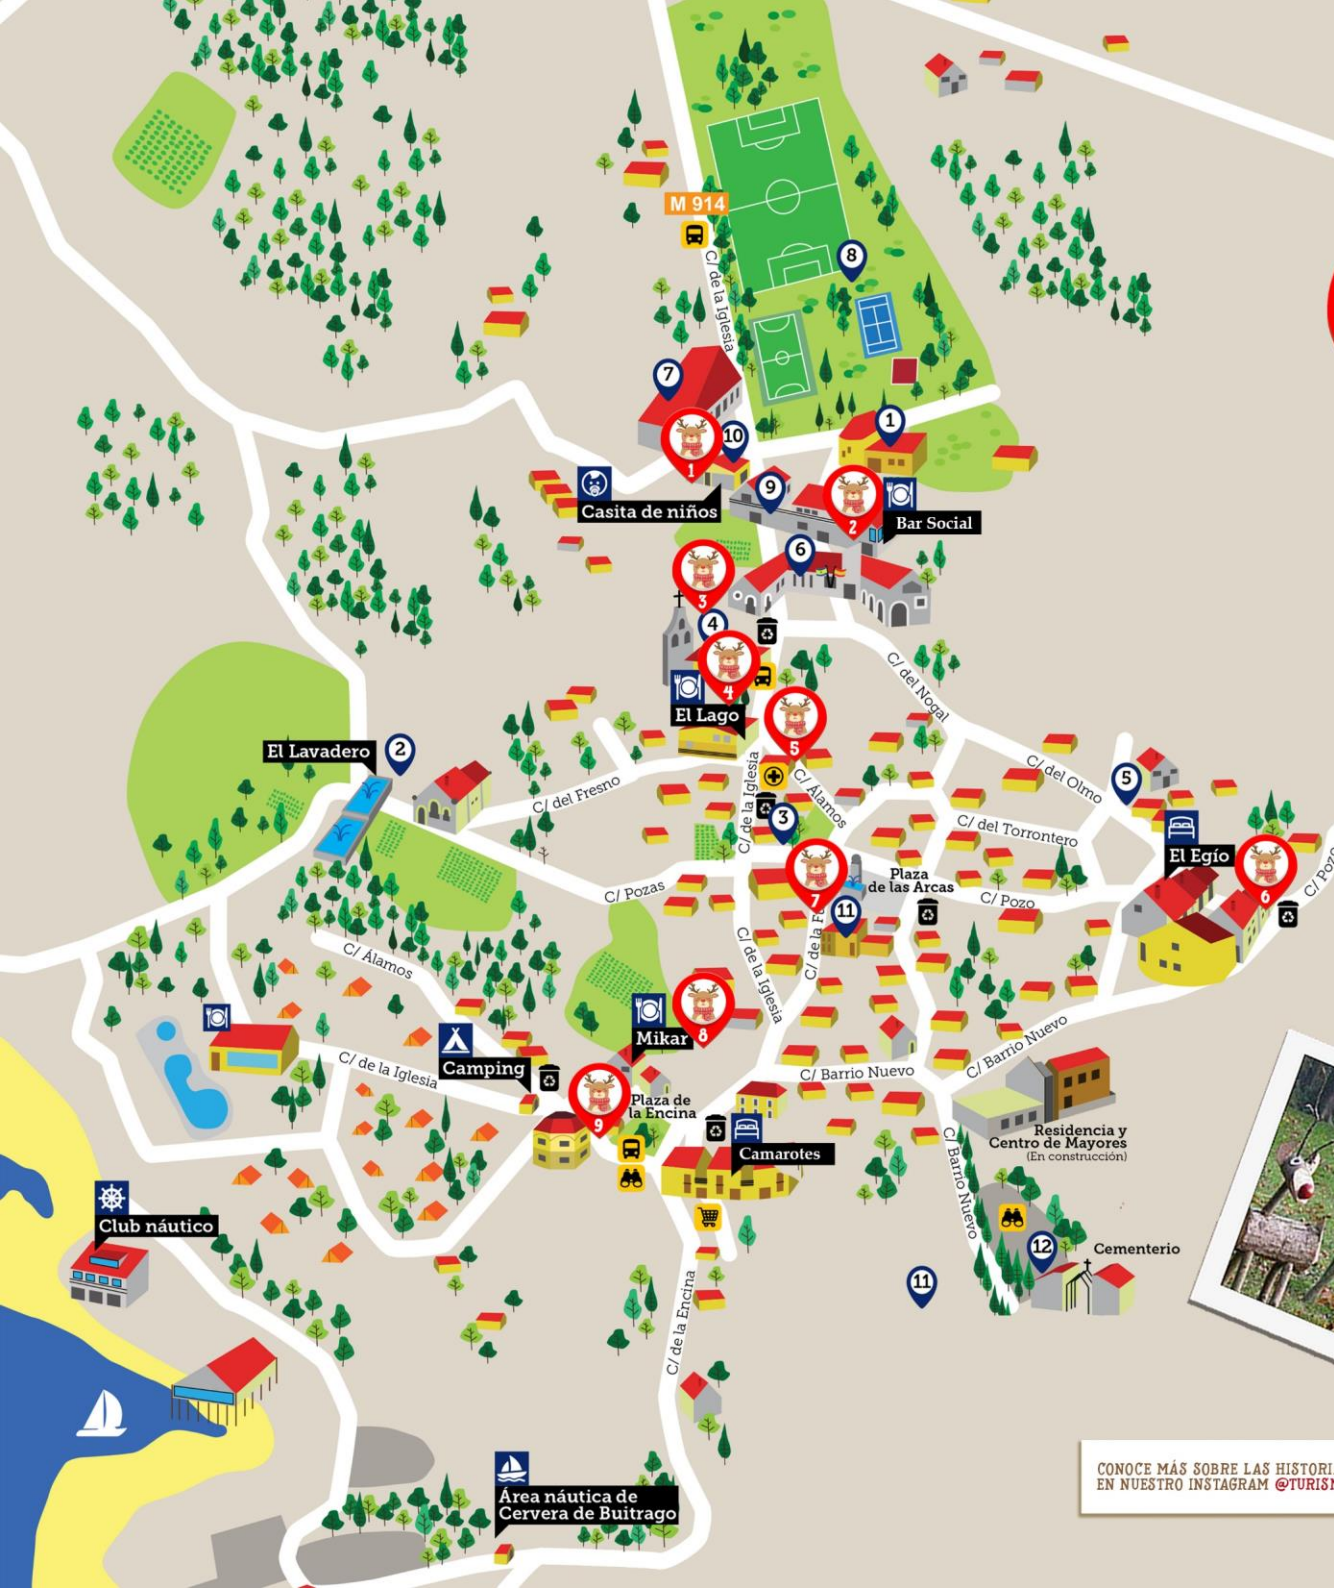 M 914
C/ de la Iglesia
8
7
1
10
1
9
Casita de niños
2
Bar Social
6
3
4
4
C/ del Nogal
El Lago
5
El Lavadero
2
C/ del Olmo
5
C/ del Fresno
C/ de la Iglesia
C/ Álamos
3
C/ del Torrontero
El Egío
6
C/ Pozo
7
Plaza
de las Arcas
C/ Pozas
C/ Pozo
11
C/ de la
C/ Álamos
C/ de la Iglesia
8
Mikar
C/ de la Iglesia
Camping
C/ Barrio Nuevo
C/ Barrio Nuevo
9
Plaza de
la Encina
Residencia y
Centro de Mayores
(En construcción)
Camarotes
C/ Barrio Nuevo
Club náutico
12
Cementerio
11
C/ de la Encina
CONOCE MÁS SOBRE LAS
EN NUESTRO INSTAGRAM
Área náutica de
Cervera de Buitrago